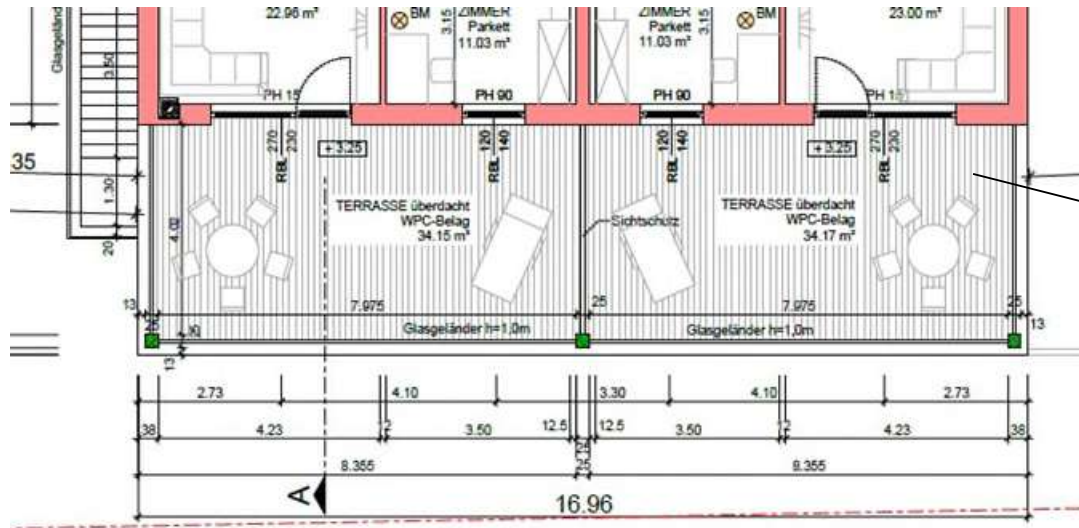 22.96 m²
BM
ZIMMER
Parkett
11.03 m²
3.15
ZIMMER
Parkett
11.03 m²
3.15
BM
23.00 m²
Glasgeländ
3.50
PH 15
PH 90
PH 90
PH 15
35
1.30
20
4.02
RBL 270 230
+ 3.25
RBL 120 140
RBL 120 140
+ 3.25
RBL 270 230
TERRASSE überdacht
WPC-Belag
34.15 m²
Sichtschutz
TERRASSE überdacht
WPC-Belag
34.17 m²
13
7.975
25
7.975
25
13
25
25
Glasgeländer h=1,0m
Glasgeländer h=1,0m
13
2.73
4.10
3.30
4.10
2.73
38
4.23
12
3.50
12.5
12.5
3.50
12
4.23
38
25
8.355
25
8.355
A
16.96